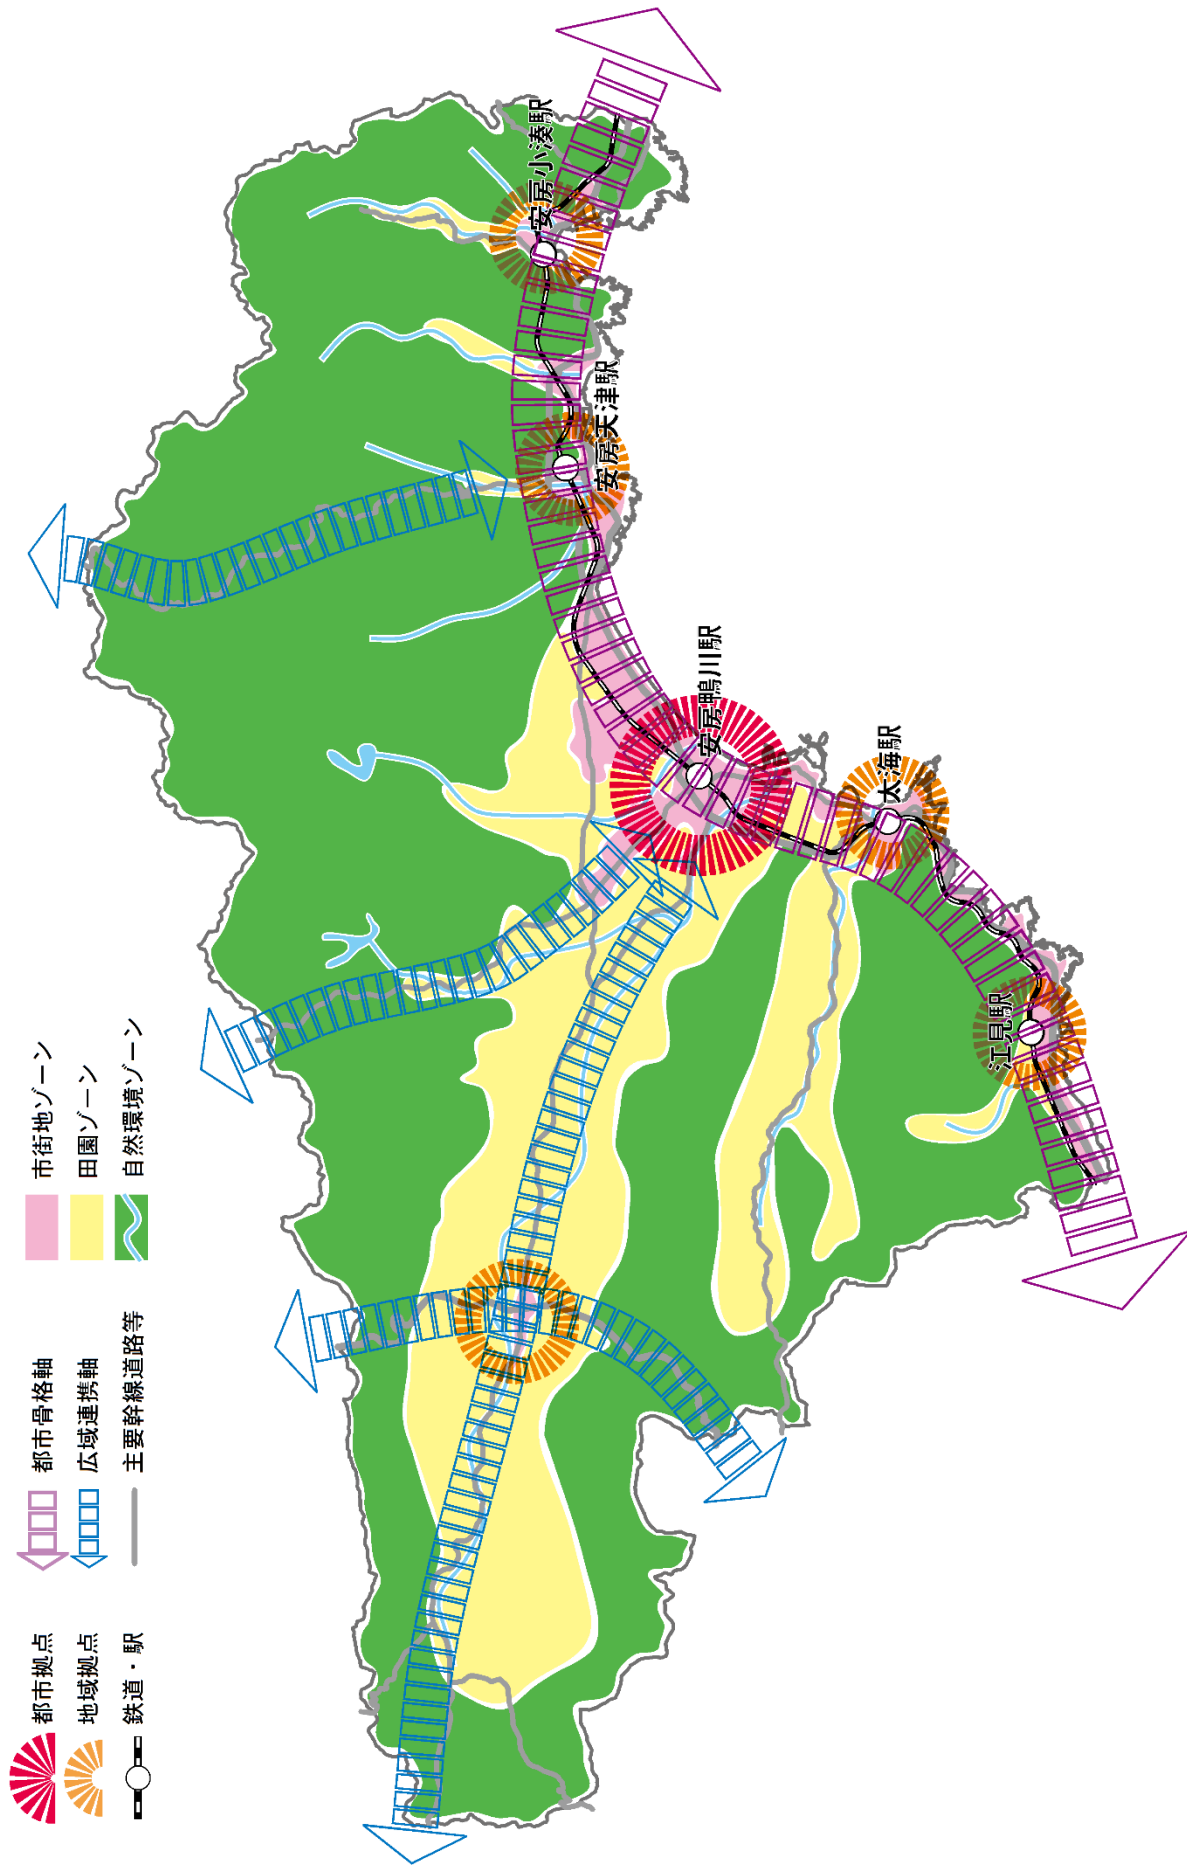 都市拠点
地域拠点
鉄道・駅
都市骨格軸
広域連携軸
主要幹線道路等
市街地ゾーン
田園ゾーン
自然環境ゾーン
安房小湊駅
安房天津駅
安房鴨川駅
太海駅
江見駅